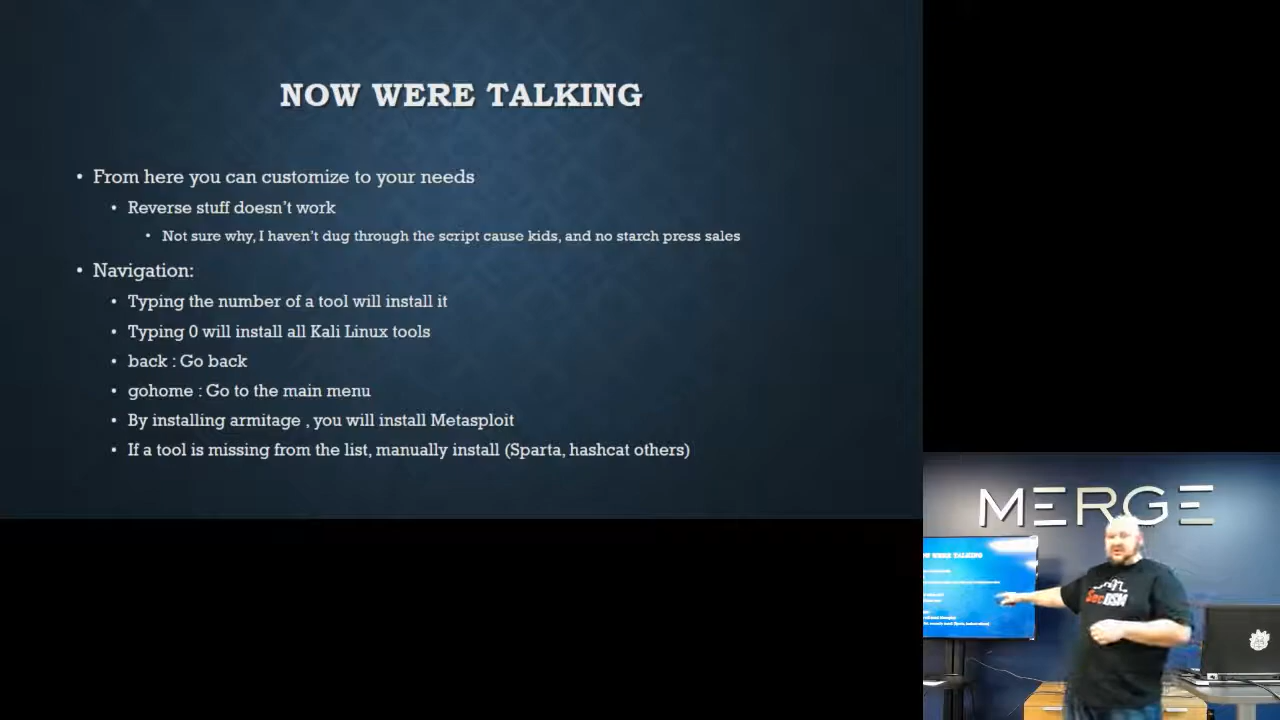 NOW WERE TALKING
• From here you can customize to your needs
• Reverse stuff doesn't work
• Not sure why, I haven't dug through the script cause kids, and no starch press sales
• Navigation:
• Typing the number of a tool will install it
• Typing 0 will install all Kali Linux tools
• back : Go back
• gohome : Go to the main menu
• By installing armitage , you will install Metasploit
• If a tool is missing from the list, manually install (Sparta, hashcat others)
MERGE
NOW WERE TALKING
SecDSM